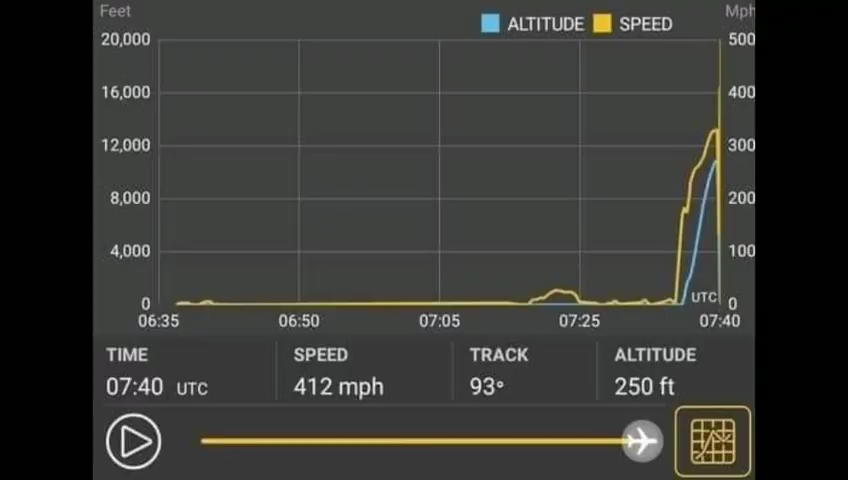 Feet
Mph
ALTITUDE SPEED
20,000
500
16,000
400
12,000
300
8,000
200
4,000
100
0
UTC
0
06:35 06:50 07:05 07:25 07:40
TIME SPEED TRACK ALTITUDE
07:40 UTC 412 mph 93° 250 ft